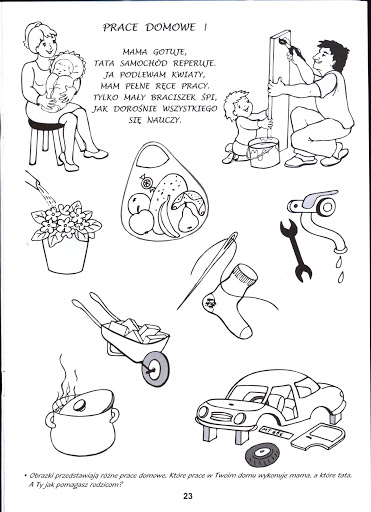 PRACE DOMOWE !
MAMA GOTUJE,
TATA SAMOCHÓD REPERUJE.
JA PODLEWAM KWIATY,
MAM PEŁNE RĘCE PRACY.
TYLKO MAŁY BRACISZEK ŚPI,
JAK DOROŚNIE WSZYSTKIEGO
SIĘ NAUCZY.
• Obrazki przedstawiają różne prace domowe. Które prace w Twoim domu wykonuje mama, a które tata.
A Ty jak pomagasz rodzicom?
23